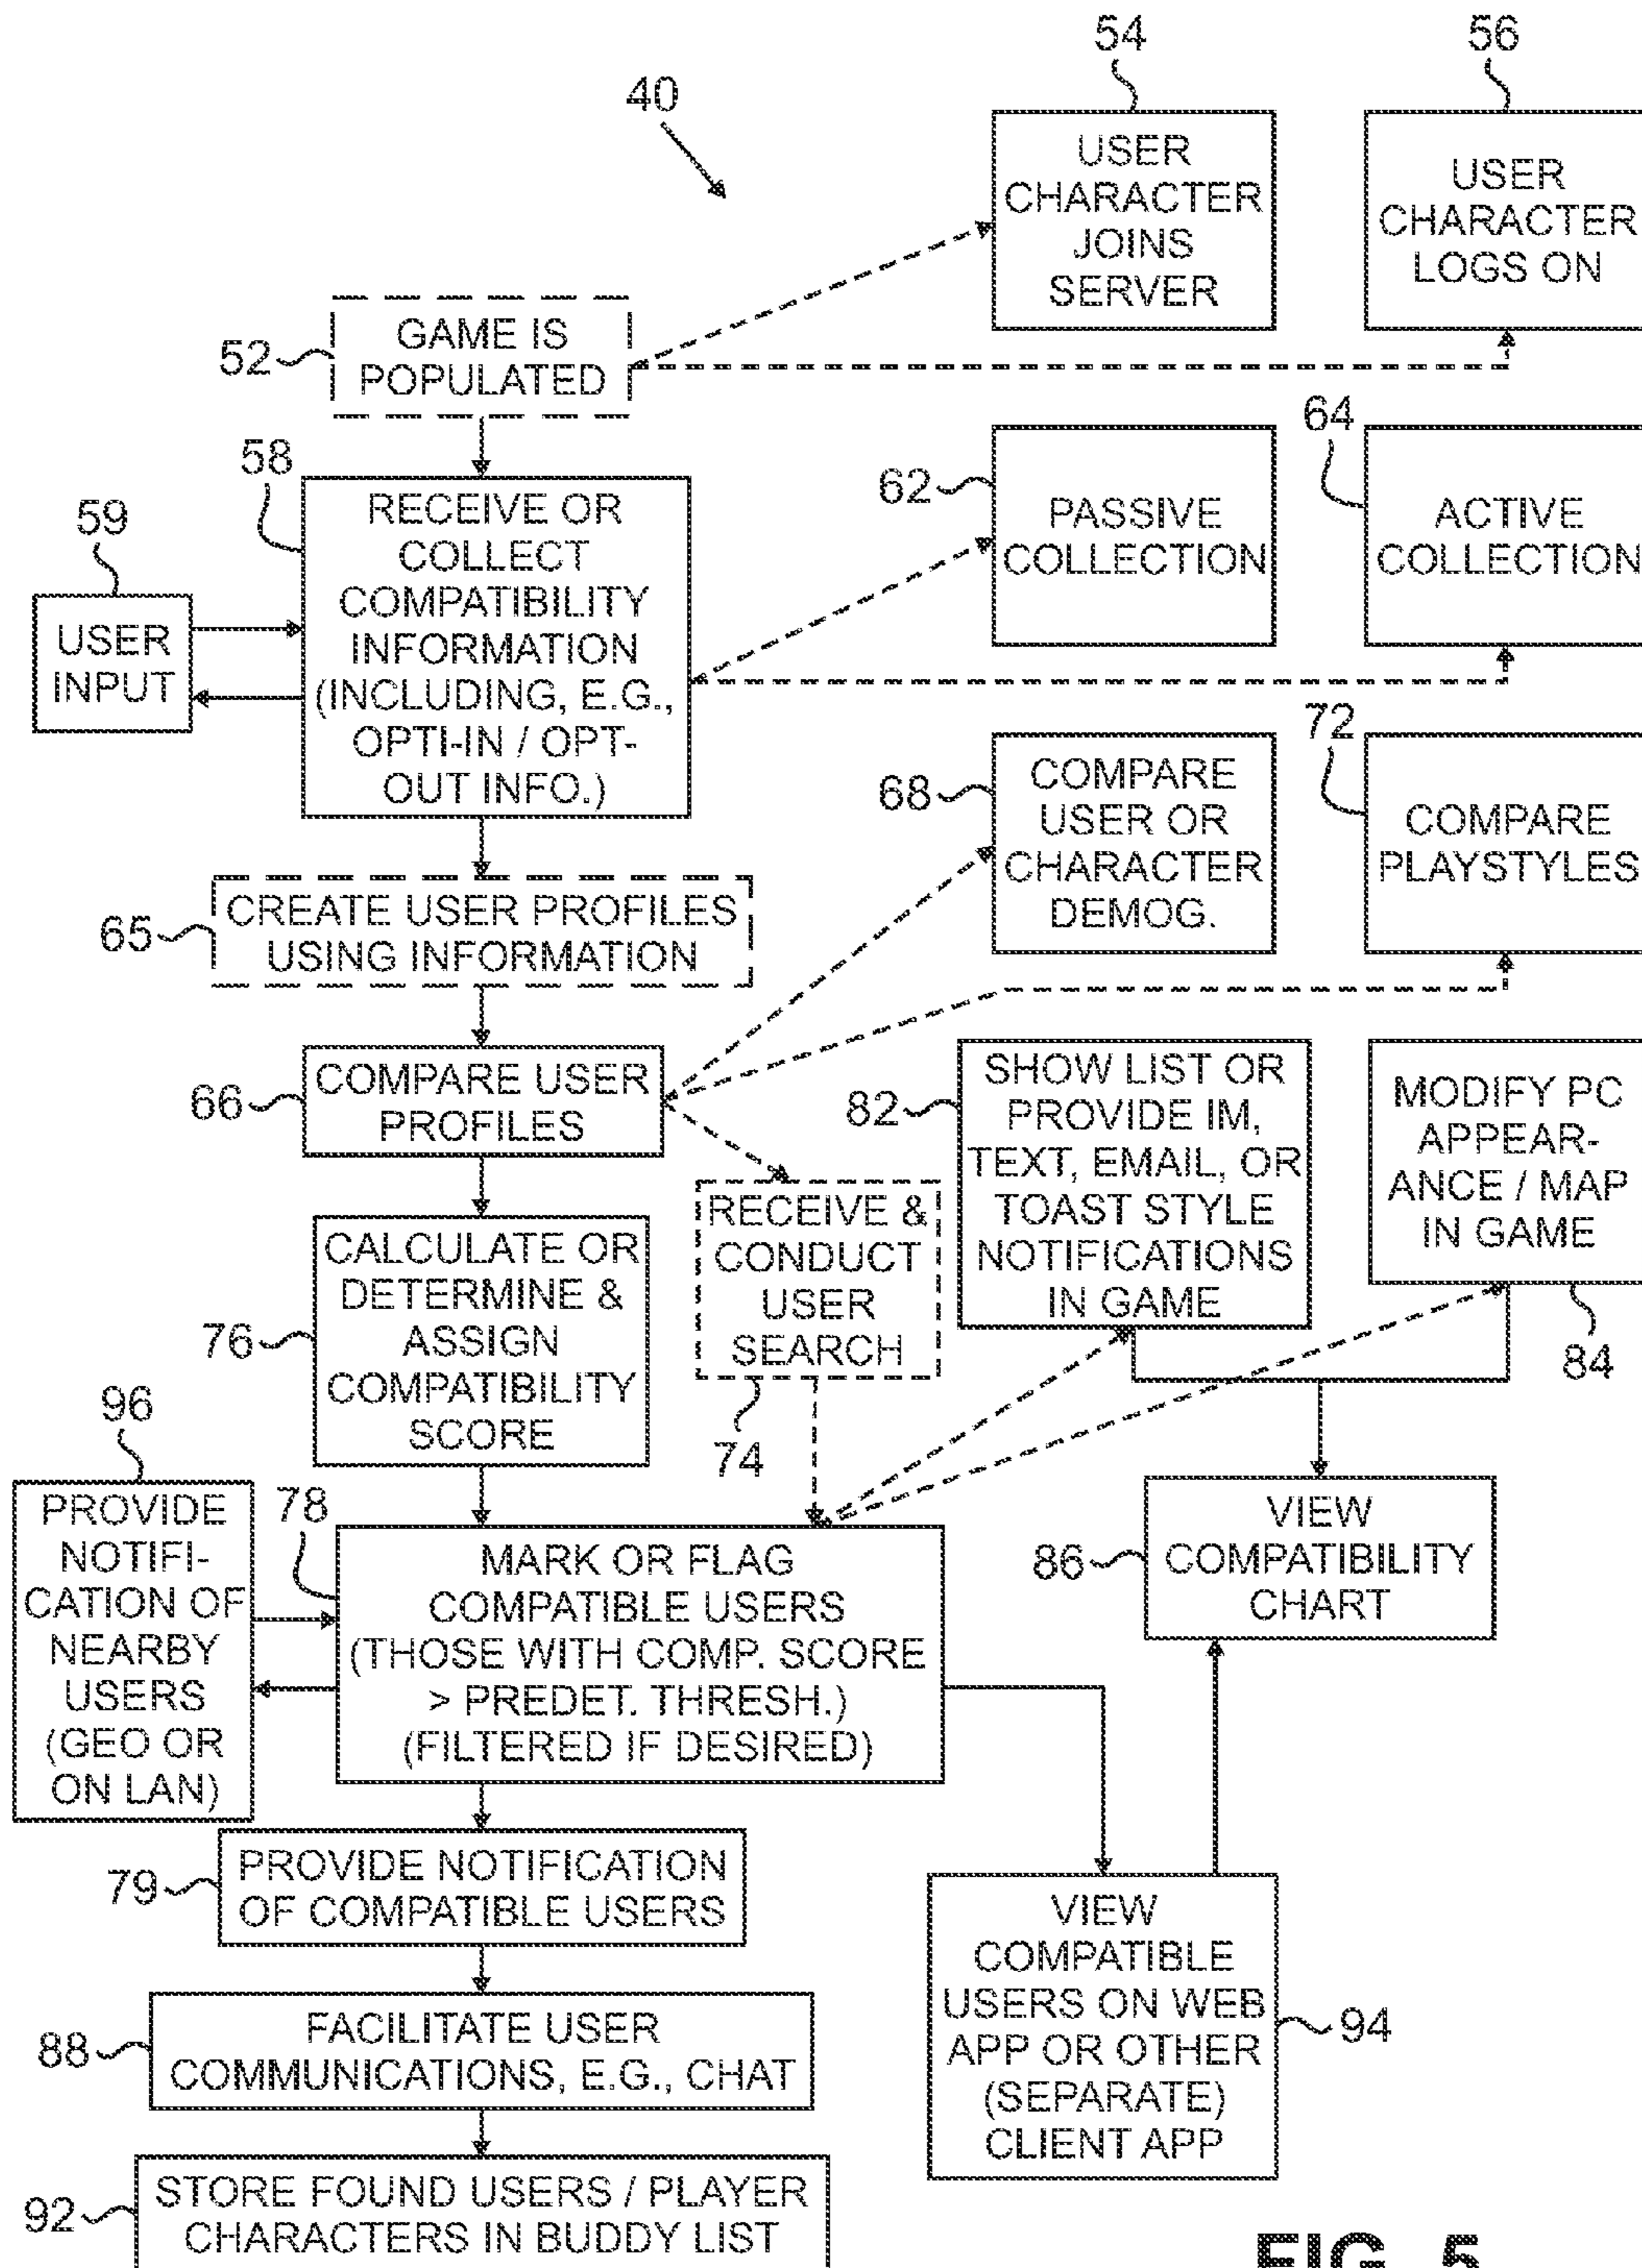 40
54
USER
CHARACTER
JOINS
SERVER
56
USER
CHARACTER
LOGS ON
52
GAME IS
POPULATED
58
RECEIVE OR
COLLECT
COMPATIBILITY
INFORMATION
(INCLUDING, E.G.,
OPTI-IN / OPT-
OUT INFO.)
59
USER
INPUT
62
PASSIVE
COLLECTION
64
ACTIVE
COLLECTION
65
CREATE USER PROFILES
USING INFORMATION
68
COMPARE
USER OR
CHARACTER
DEMOG.
72
COMPARE
PLAYSTYLES
66
COMPARE USER
PROFILES
74
RECEIVE &
CONDUCT
USER
SEARCH
82
SHOW LIST OR
PROVIDE IM,
TEXT, EMAIL, OR
TOAST STYLE
NOTIFICATIONS
IN GAME
84
MODIFY PC
APPEAR-
ANCE / MAP
IN GAME
76
CALCULATE OR
DETERMINE &
ASSIGN
COMPATIBILITY
SCORE
96
PROVIDE
NOTIFI-
CATION OF
NEARBY
USERS
(GEO OR
ON LAN)
78
MARK OR FLAG
COMPATIBLE USERS
(THOSE WITH COMP. SCORE
> PREDET. THRESH.)
(FILTERED IF DESIRED)
86
VIEW
COMPATIBILITY
CHART
79
PROVIDE NOTIFICATION
OF COMPATIBLE USERS
94
VIEW
COMPATIBLE
USERS ON WEB
APP OR OTHER
(SEPARATE)
CLIENT APP
88
FACILITATE USER
COMMUNICATIONS, E.G., CHAT
92
STORE FOUND USERS / PLAYER
CHARACTERS IN BUDDY LIST
FIG. 5